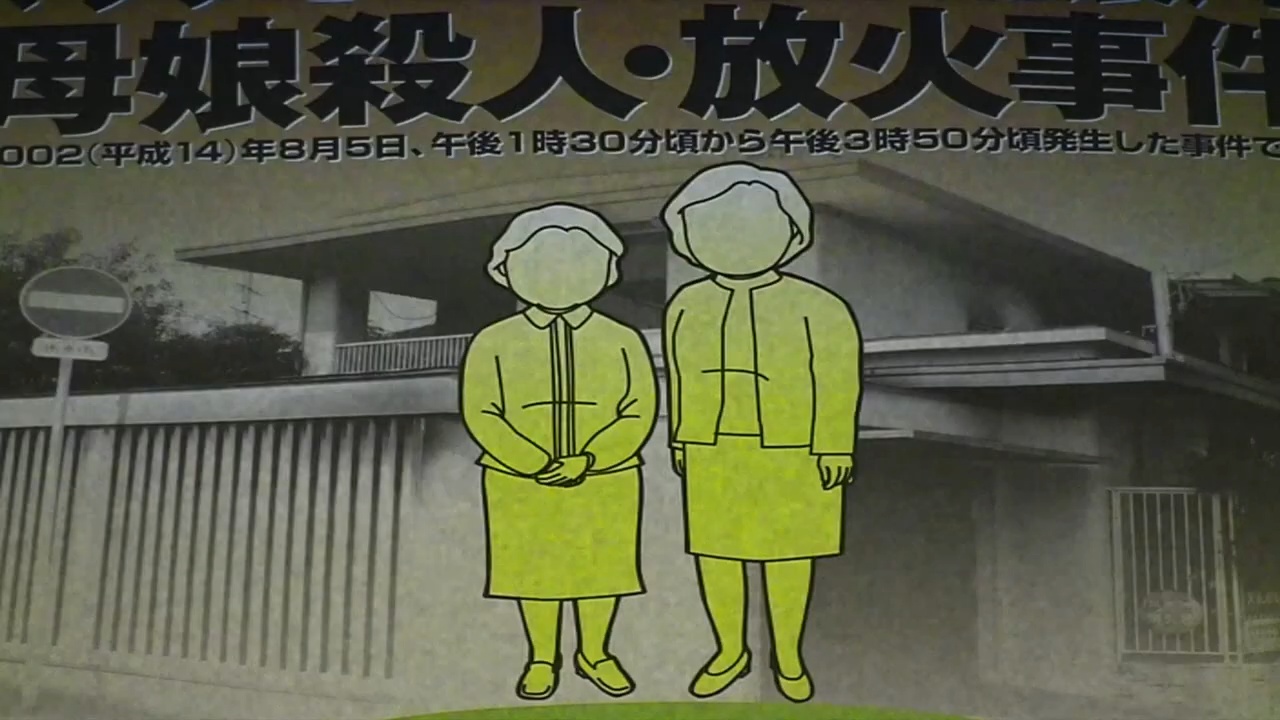 母娘殺人・放火事件
002(平成14)年8月5日、午後1時30分頃から午後3時50分頃発生した事件で